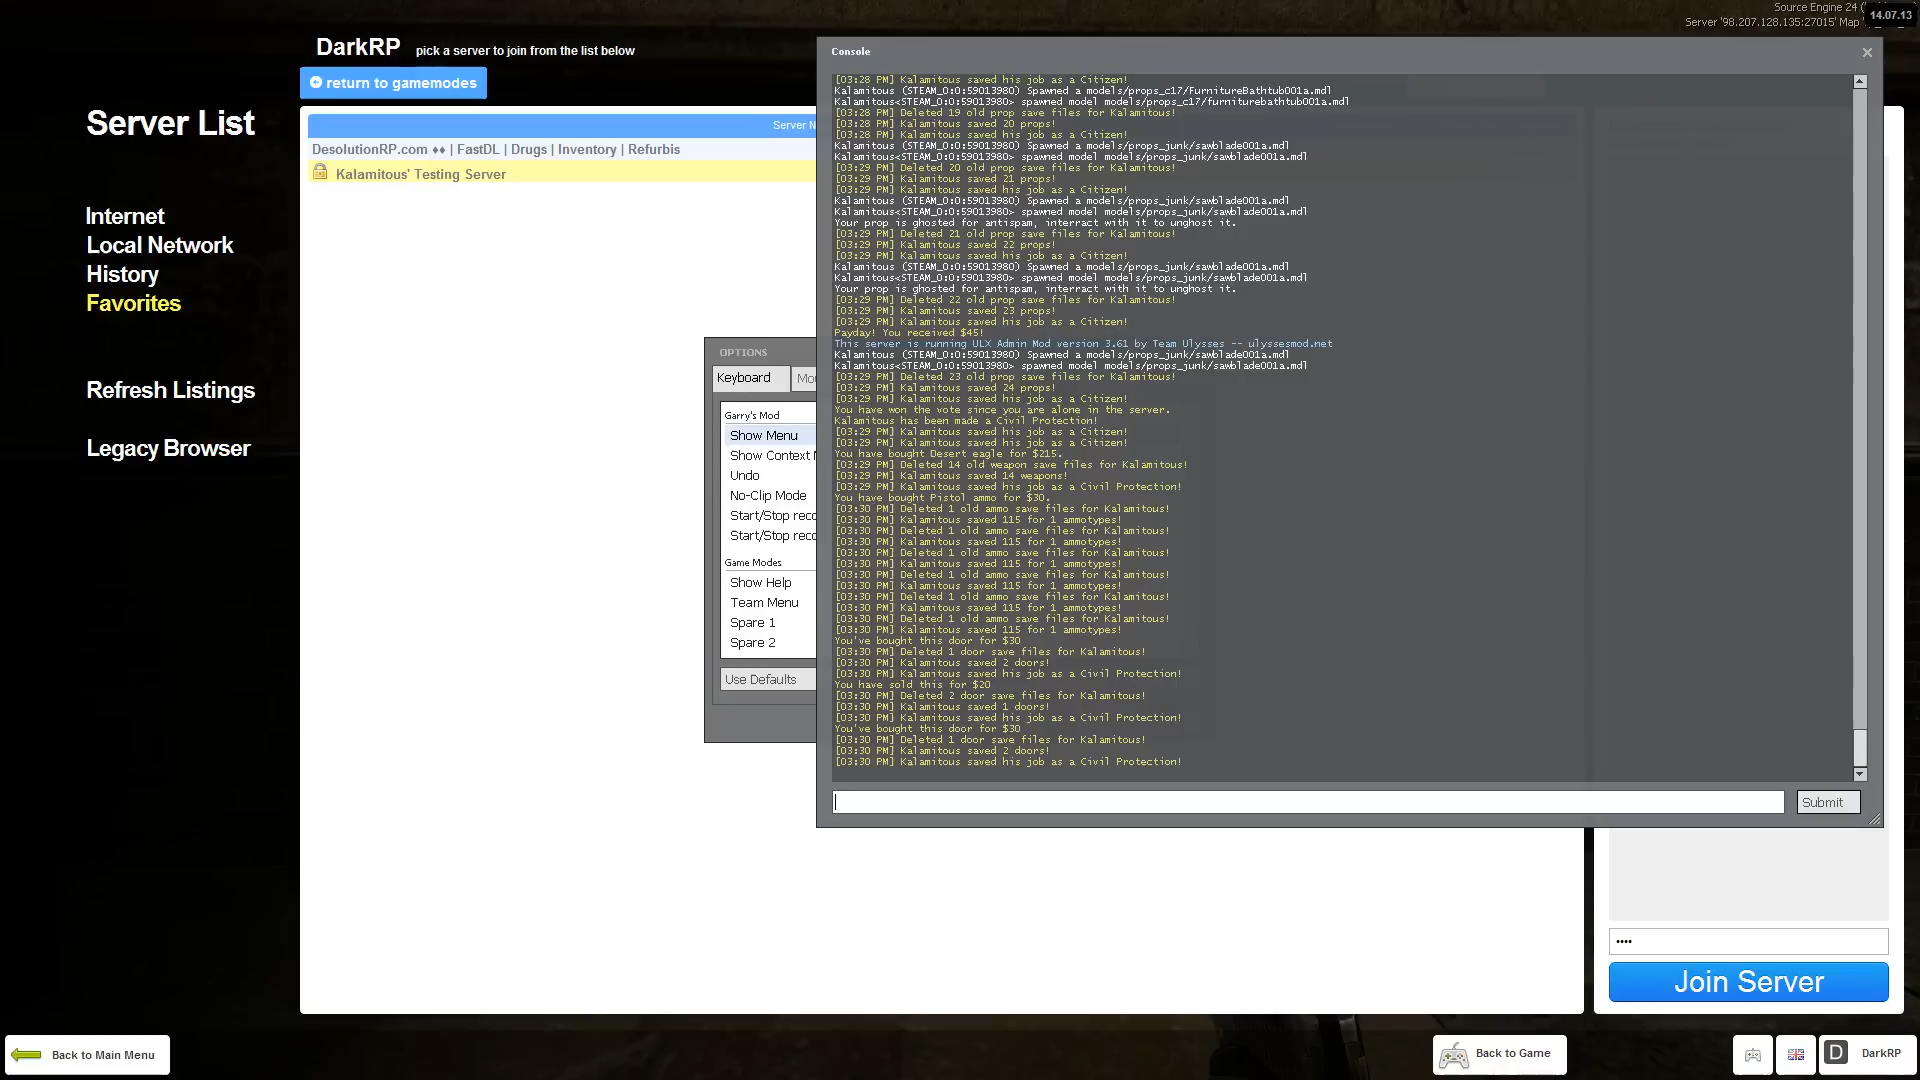 Source Engine 24 (
14.07.13
Server '98.207.128.135:27015' Map
DarkRP pick a server to join from the list below
return to gamemodes
Server List
Server N
DesolutionRP.com ♦♦ | FastDL | Drugs | Inventory | Refurbis
Kalamitous' Testing Server
Internet
Local Network
History
Favorites
Refresh Listings
Legacy Browser
OPTIONS
Keyboard
Mou
Garry's Mod
Show Menu
Show Context M
Undo
No-Clip Mode
Start/Stop reco
Start/Stop reco
Game Modes
Show Help
Team Menu
Spare 1
Spare 2
Use Defaults
Console
[03:28 PM] Kalamitous saved his job as a Citizen!
Kalamitous (STEAM_0:0:59013980) Spawned a models/props_c17/FurnitureBathtub001a.mdl
Kalamitous<STEAM_0:0:59013980> spawned model models/props_c17/furniturebathtub001a.mdl
[03:28 PM] Deleted 19 old prop save files for Kalamitous!
[03:28 PM] Kalamitous saved 20 props!
[03:28 PM] Kalamitous saved his job as a Citizen!
Kalamitous (STEAM_0:0:59013980) Spawned a models/props_junk/sawblade001a.mdl
Kalamitous<STEAM_0:0:59013980> spawned model models/props_junk/sawblade001a.mdl
[03:29 PM] Deleted 20 old prop save files for Kalamitous!
[03:29 PM] Kalamitous saved 21 props!
[03:29 PM] Kalamitous saved his job as a Citizen!
Kalamitous (STEAM_0:0:59013980) Spawned a models/props_junk/sawblade001a.mdl
Kalamitous<STEAM_0:0:59013980> spawned model models/props_junk/sawblade001a.mdl
Your prop is ghosted for antispam, interract with it to unghost it.
[03:29 PM] Deleted 21 old prop save files for Kalamitous!
[03:29 PM] Kalamitous saved 22 props!
[03:29 PM] Kalamitous saved his job as a Citizen!
Kalamitous (STEAM_0:0:59013980) Spawned a models/props_junk/sawblade001a.mdl
Kalamitous<STEAM_0:0:59013980> spawned model models/props_junk/sawblade001a.mdl
Your prop is ghosted for antispam, interract with it to unghost it.
[03:29 PM] Deleted 22 old prop save files for Kalamitous!
[03:29 PM] Kalamitous saved 23 props!
[03:29 PM] Kalamitous saved his job as a Citizen!
Payday! You received $45!
This server is running ULX Admin Mod version 3.61 by Team Ulysses -- ulyssesmod.net
Kalamitous (STEAM_0:0:59013980) Spawned a models/props_junk/sawblade001a.mdl
Kalamitous<STEAM_0:0:59013980> spawned model models/props_junk/sawblade001a.mdl
[03:29 PM] Deleted 23 old prop save files for Kalamitous!
[03:29 PM] Kalamitous saved 24 props!
[03:29 PM] Kalamitous saved his job as a Citizen!
You have won the vote since you are alone in the server.
Kalamitous has been made a Civil Protection!
[03:29 PM] Kalamitous saved his job as a Citizen!
[03:29 PM] Kalamitous saved his job as a Citizen!
You have bought Desert eagle for $215.
[03:29 PM] Deleted 14 old weapon save files for Kalamitous!
[03:29 PM] Kalamitous saved 14 weapons!
[03:29 PM] Kalamitous saved his job as a Civil Protection!
You have bought Pistol ammo for $30.
[03:30 PM] Deleted 1 old ammo save files for Kalamitous!
[03:30 PM] Kalamitous saved 115 for 1 ammotypes!
[03:30 PM] Deleted 1 old ammo save files for Kalamitous!
[03:30 PM] Kalamitous saved 115 for 1 ammotypes!
[03:30 PM] Deleted 1 old ammo save files for Kalamitous!
[03:30 PM] Kalamitous saved 115 for 1 ammotypes!
[03:30 PM] Deleted 1 old ammo save files for Kalamitous!
[03:30 PM] Kalamitous saved 115 for 1 ammotypes!
[03:30 PM] Deleted 1 old ammo save files for Kalamitous!
[03:30 PM] Kalamitous saved 115 for 1 ammotypes!
[03:30 PM] Deleted 1 old ammo save files for Kalamitous!
[03:30 PM] Kalamitous saved 115 for 1 ammotypes!
You've bought this door for $30
[03:30 PM] Deleted 1 door save files for Kalamitous!
[03:30 PM] Kalamitous saved 2 doors!
[03:30 PM] Kalamitous saved his job as a Civil Protection!
You have sold this for $20
[03:30 PM] Deleted 2 door save files for Kalamitous!
[03:30 PM] Kalamitous saved 1 doors!
[03:30 PM] Kalamitous saved his job as a Civil Protection!
You've bought this door for $30
[03:30 PM] Deleted 1 door save files for Kalamitous!
[03:30 PM] Kalamitous saved 2 doors!
[03:30 PM] Kalamitous saved his job as a Civil Protection!
Submit
••••
Join Server
Back to Main Menu
Back to Game
D DarkRP